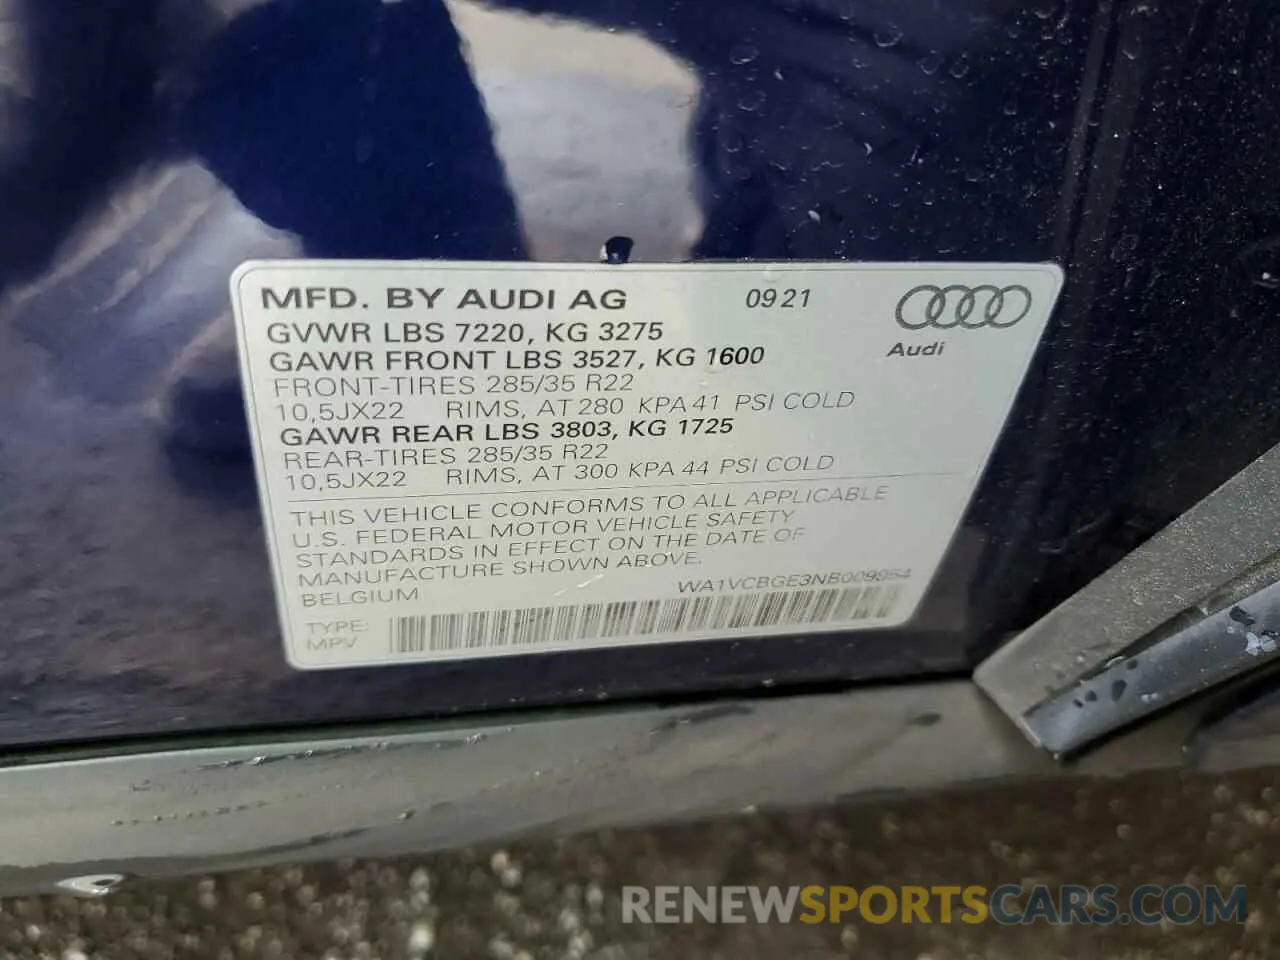 MFD. BY AUDI AG 09 21
GVWR LBS 7220, KG 3275
Audi
GAWR FRONT LBS 3527, KG 1600
FRONT-TIRES 285/35 R22
10,5JX22 RIMS, AT 280 KPA 41 PSI COLD
GAWR REAR LBS 3803, KG 1725
REAR-TIRES 285/35 R22
10,5JX22 RIMS, AT 300 KPA 44 PSI COLD
THIS VEHICLE CONFORMS TO ALL APPLICABLE
U.S. FEDERAL MOTOR VEHICLE SAFETY
STANDARDS IN EFFECT ON THE DATE OF
MANUFACTURE SHOWN ABOVE.
BELGIUM WA1VCBGE3NB009954
TYPE:
MPV
RENEWSPORTSCARS.COM